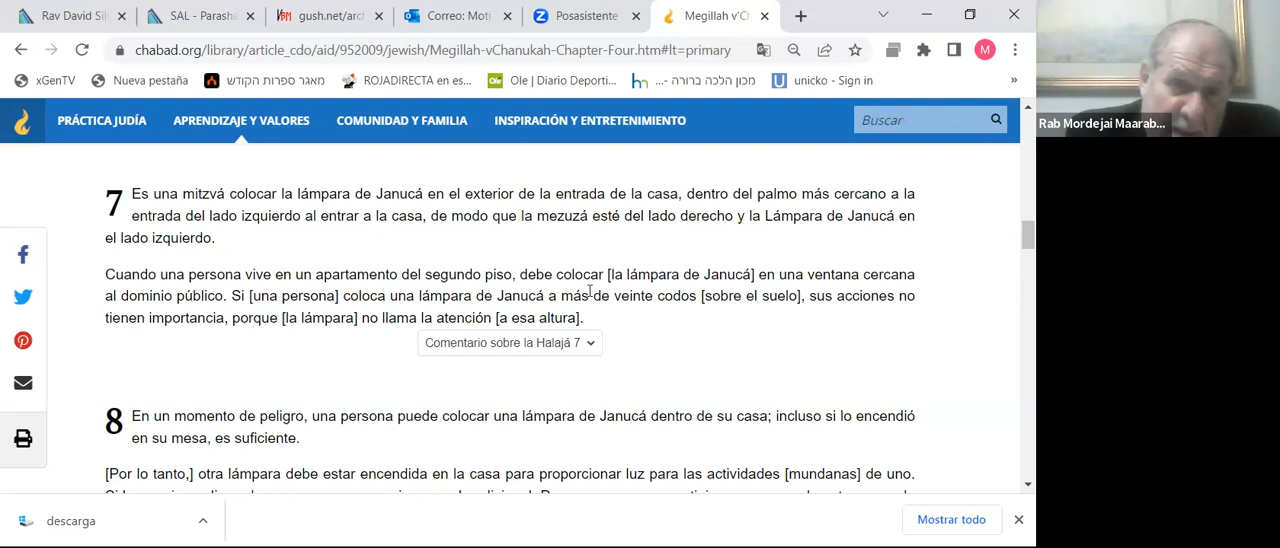 Rav David Sil
SAL - Parasha
gush.net/arc
Correo: Moti
Posasistente
Megillah v'C
chabad.org/library/article_cdo/aid/952009/jewish/Megillah-vChanukah-Chapter-Four.htm#lt=primary
M
xGenTV
Nueva pestaña
מאגר ספרות הקודש
ROJADIRECTA en es...
Ole | Diario Deporti...
מכון הלכה ברורה -...
unicko - Sign in
»
PRÁCTICA JUDÍA
APRENDIZAJE Y VALORES
COMUNIDAD Y FAMILIA
INSPIRACIÓN Y ENTRETENIMIENTO
Buscar
Rab Mordejai Maarab...
7 Es una mitzvá colocar la lámpara de Janucá en el exterior de la entrada de la casa, dentro del palmo más cercano a la
entrada del lado izquierdo al entrar a la casa, de modo que la mezuzá esté del lado derecho y la Lámpara de Janucá en
el lado izquierdo.
Cuando una persona vive en un apartamento del segundo piso, debe colocar [la lámpara de Janucá] en una ventana cercana
al dominio público. Si [una persona] coloca una lámpara de Janucá a más de veinte codos [sobre el suelo], sus acciones no
tienen importancia, porque [la lámpara] no llama la atención [a esa altura].
Comentario sobre la Halajá 7
8 En un momento de peligro, una persona puede colocar una lámpara de Janucá dentro de su casa; incluso si lo encendió
en su mesa, es suficiente.
[Por lo tanto,] otra lámpara debe estar encendida en la casa para proporcionar luz para las actividades [mundanas] de uno.
descarga
Mostrar todo